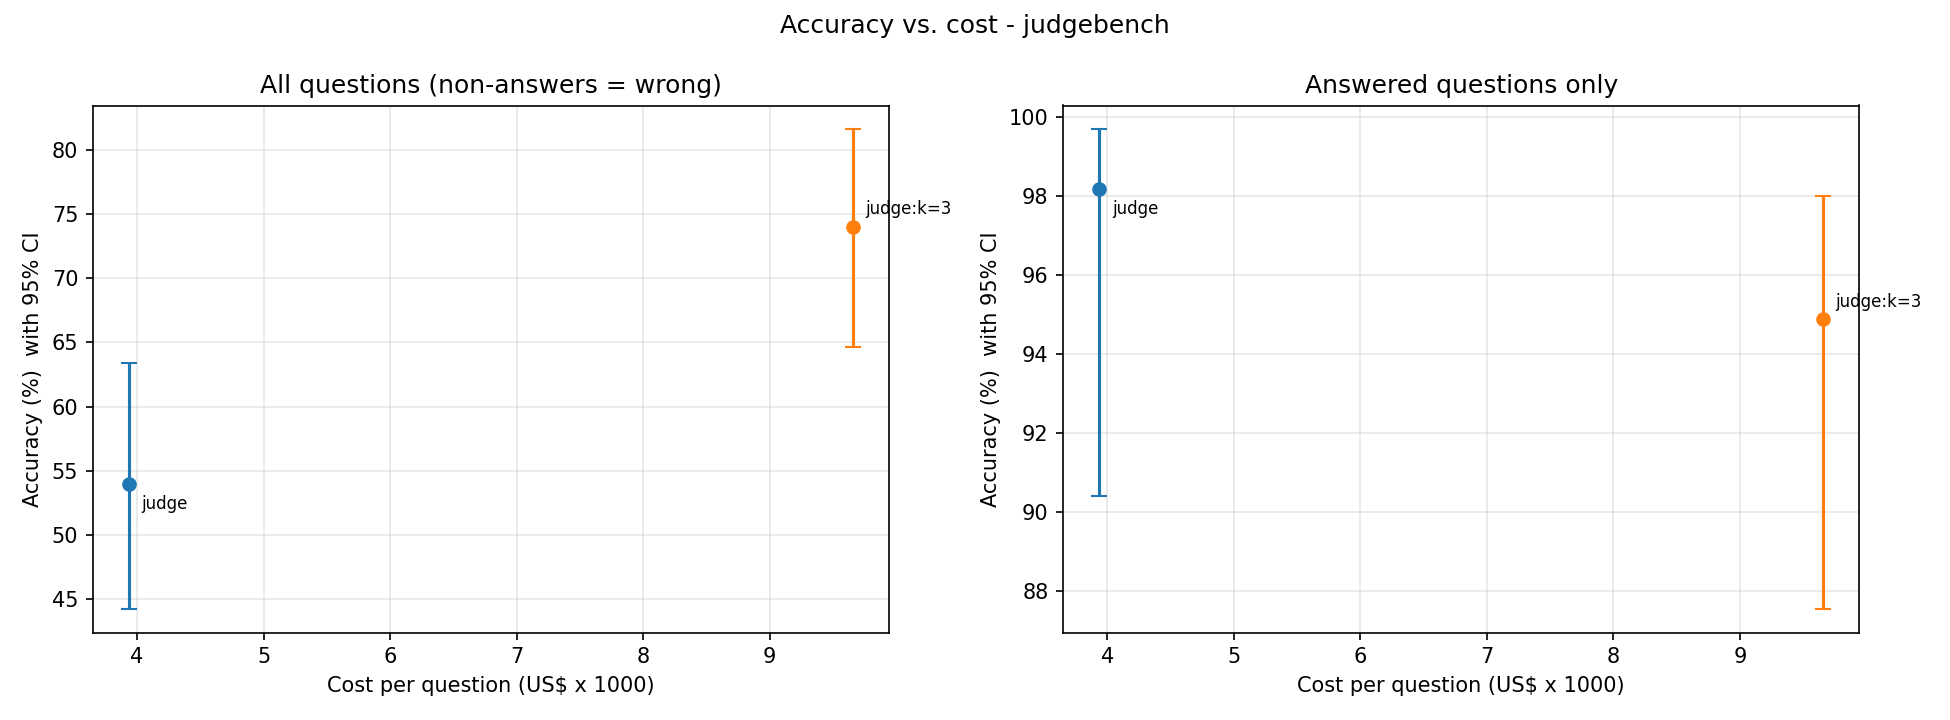 Accuracy vs. cost - judgebench
All questions (non-answers = wrong)
Accuracy (%)  with 95% CI
80
75
70
65
60
55
50
45
judge:k=3
judge
4 5 6 7 8 9
Cost per question (US$ x 1000)
Answered questions only
Accuracy (%)  with 95% CI
100
98
96
94
92
90
88
judge
judge:k=3
4 5 6 7 8 9
Cost per question (US$ x 1000)